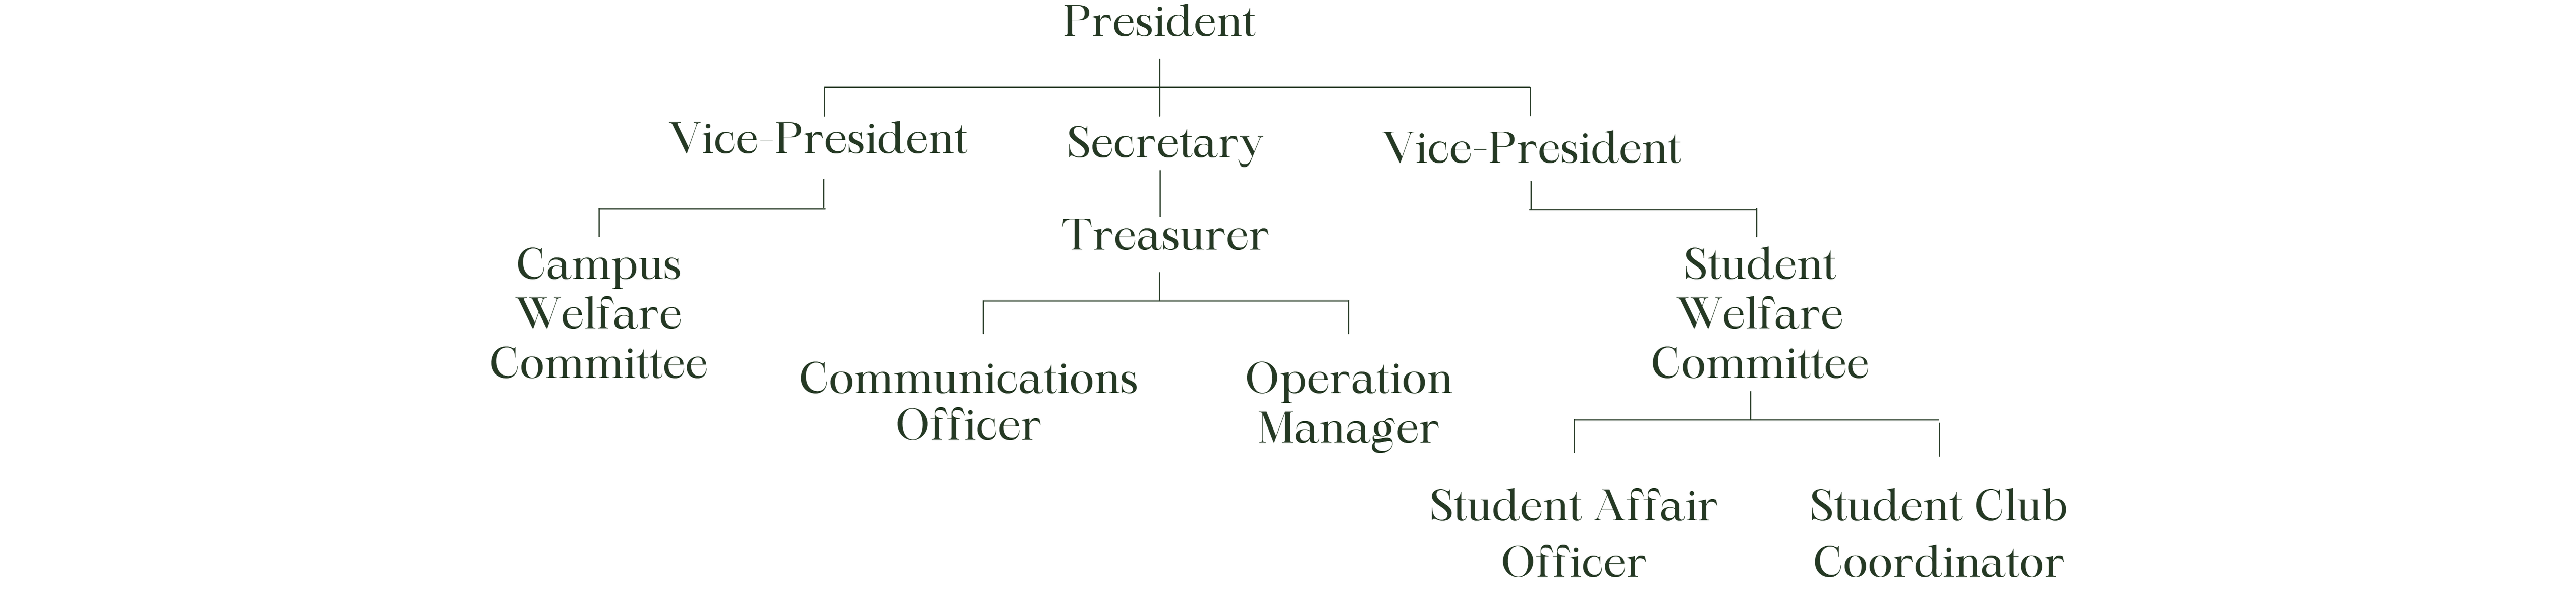 President
Vice-President
Secretary
Vice-President
Treasurer
Campus
Welfare
Committee
Student
Welfare
Committee
Communications
Officer
Operation
Manager
Student Affair
Officer
Student Club
Coordinator